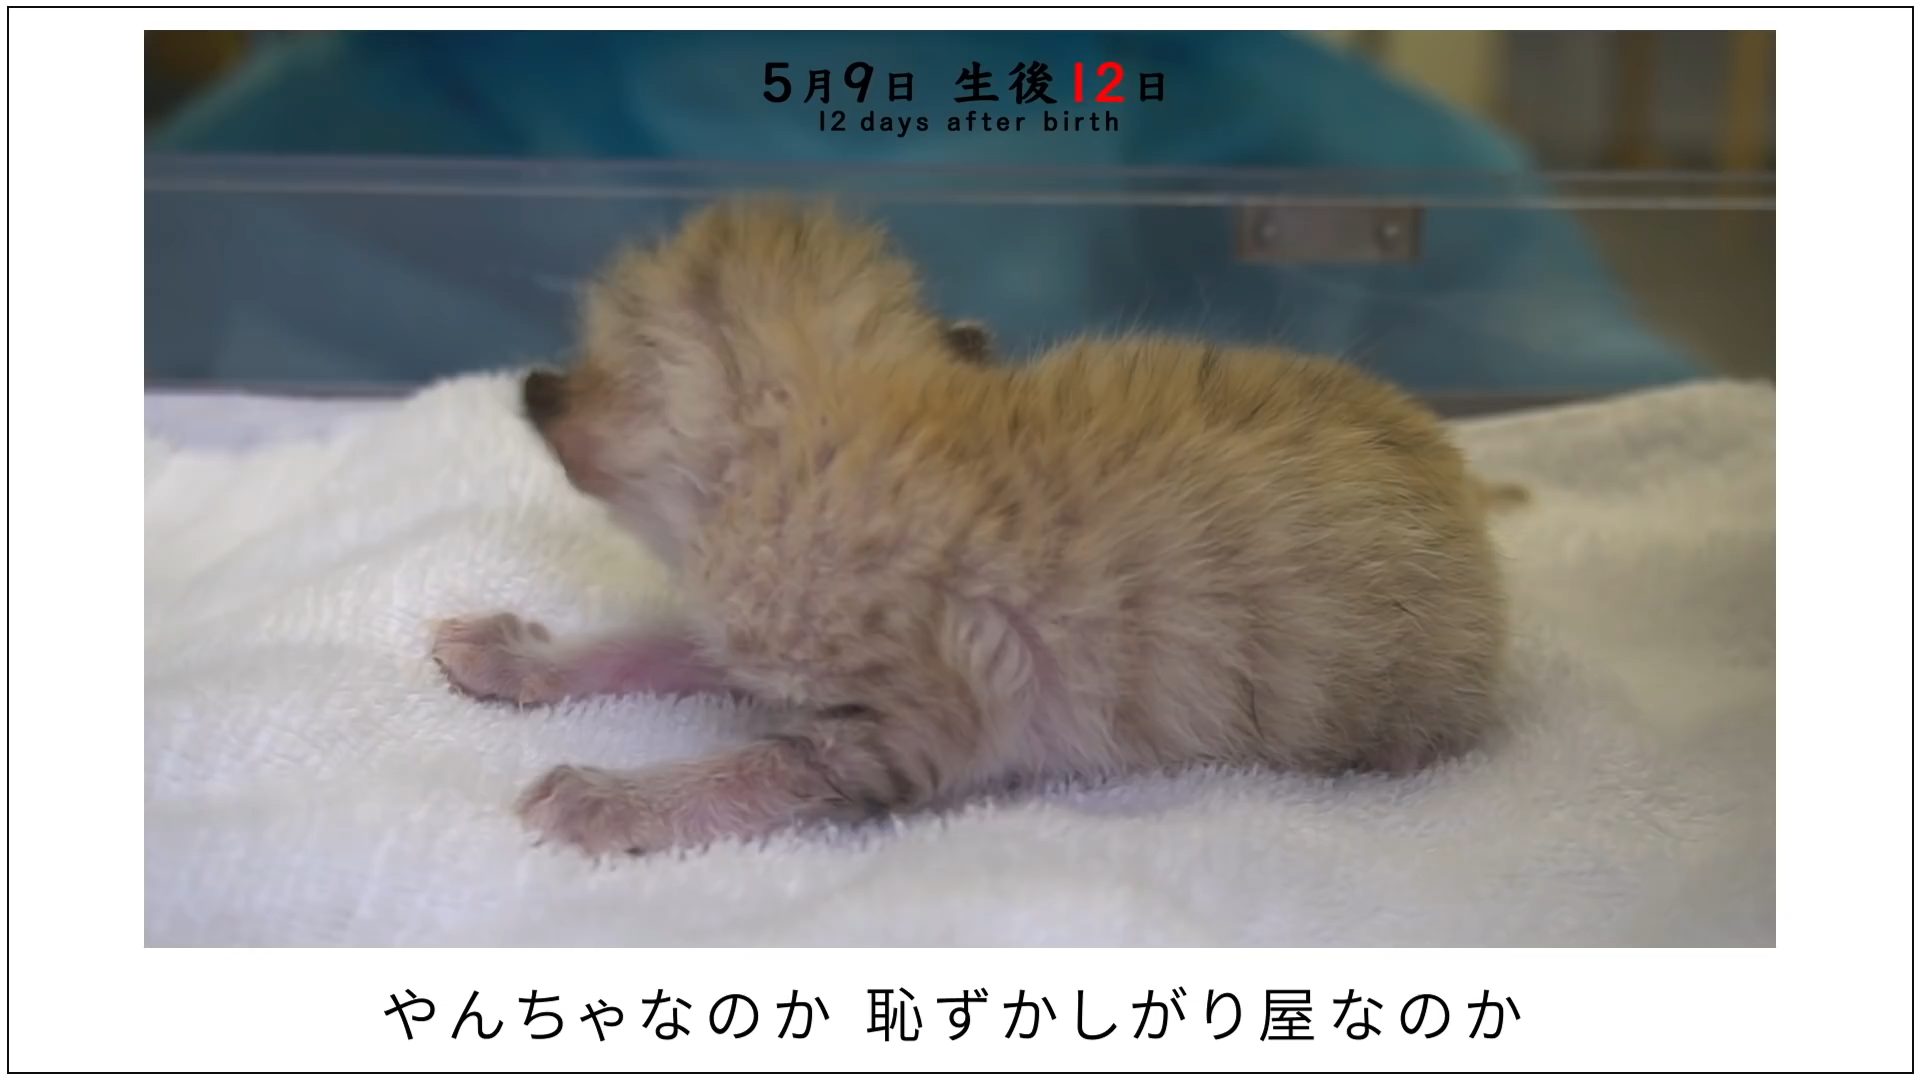 5月9日 生後12日
12 days after birth
やんちゃなのか 恥ずかしがり屋なのか